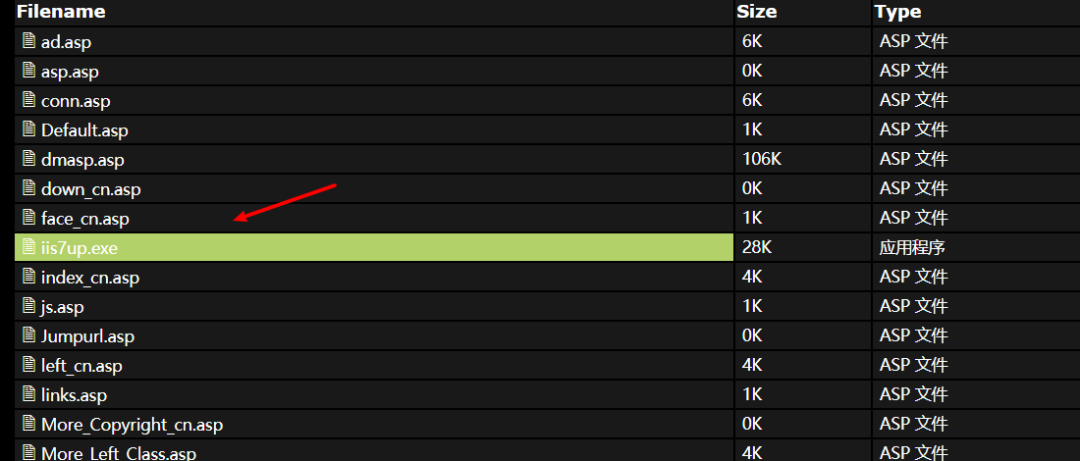 Filename Size Type
ad.asp 6K ASP 文件
asp.asp 0K ASP 文件
conn.asp 6K ASP 文件
Default.asp 1K ASP 文件
dmasp.asp 106K ASP 文件
down_cn.asp 0K ASP 文件
face_cn.asp 1K ASP 文件
iis7up.exe 28K 应用程序
index_cn.asp 4K ASP 文件
js.asp 1K ASP 文件
Jumpurl.asp 0K ASP 文件
left_cn.asp 4K ASP 文件
links.asp 1K ASP 文件
More_Copyright_cn.asp 0K ASP 文件
More_Left_Class.asp 4K ASP 文件